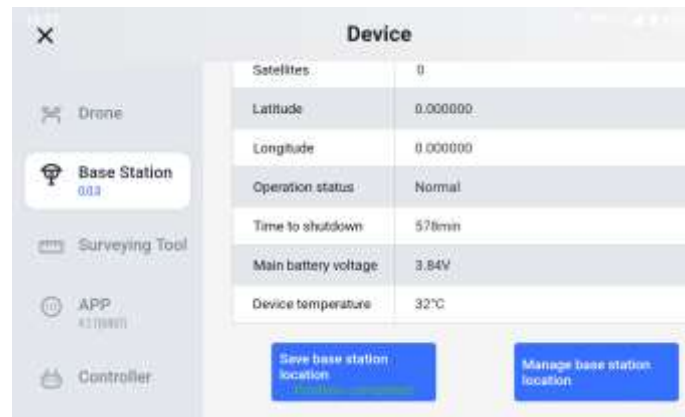 Device
Satellites 0
Drone
Latitude 0.000000
Longitude 0.000000
Base Station
Operation status Normal
Time to shutdown 578min
Surveying Tool
Main battery voltage 3.84V
APP
Device temperature 32°C
Save base station
location
Manage base station
location
Controller